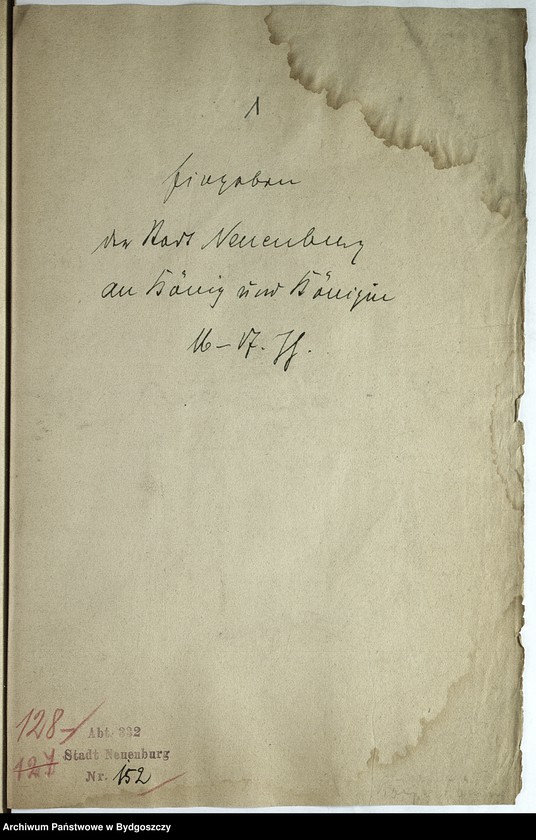 1
Eingaben
der Stadt Neuenburg
an König und Königin
16–17. Jh.
128
Abt. 332
127 Stadt Neuenburg
Nr. 152
Archiwum Państwowe w Bydgoszczy